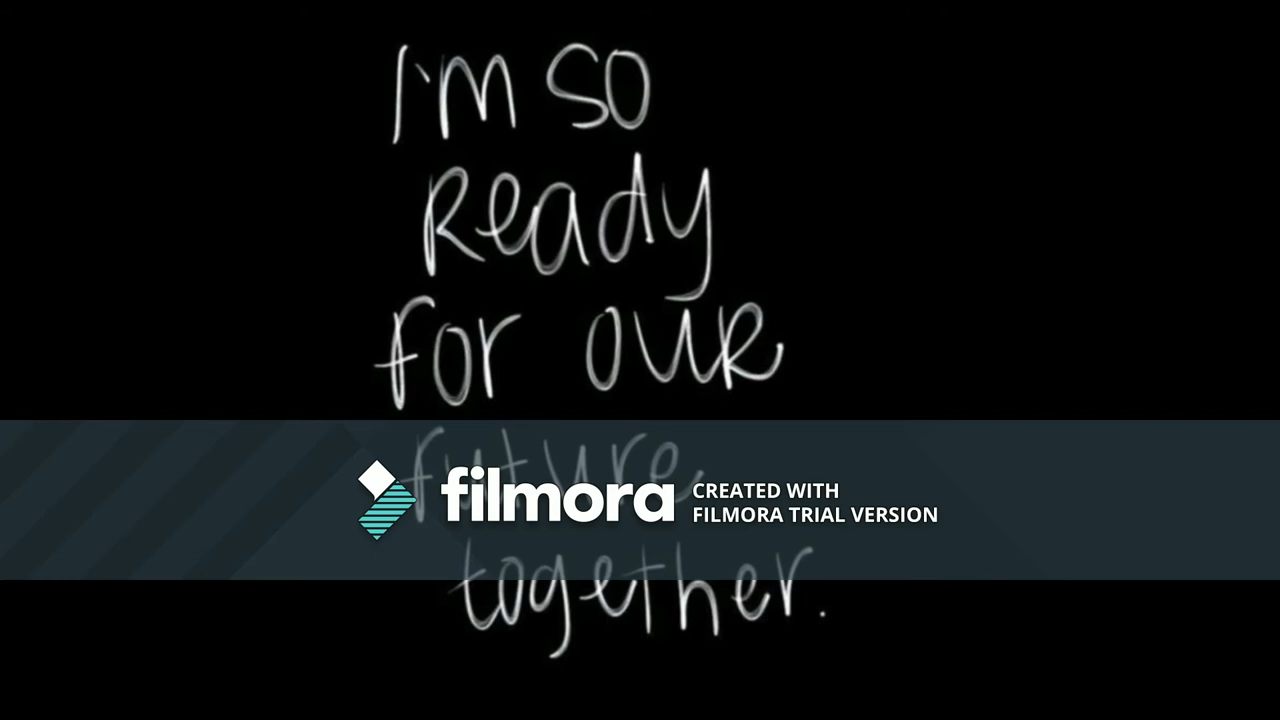 I'm so
Ready
for our
future
filmora
CREATED WITH
FILMORA TRIAL VERSION
together.